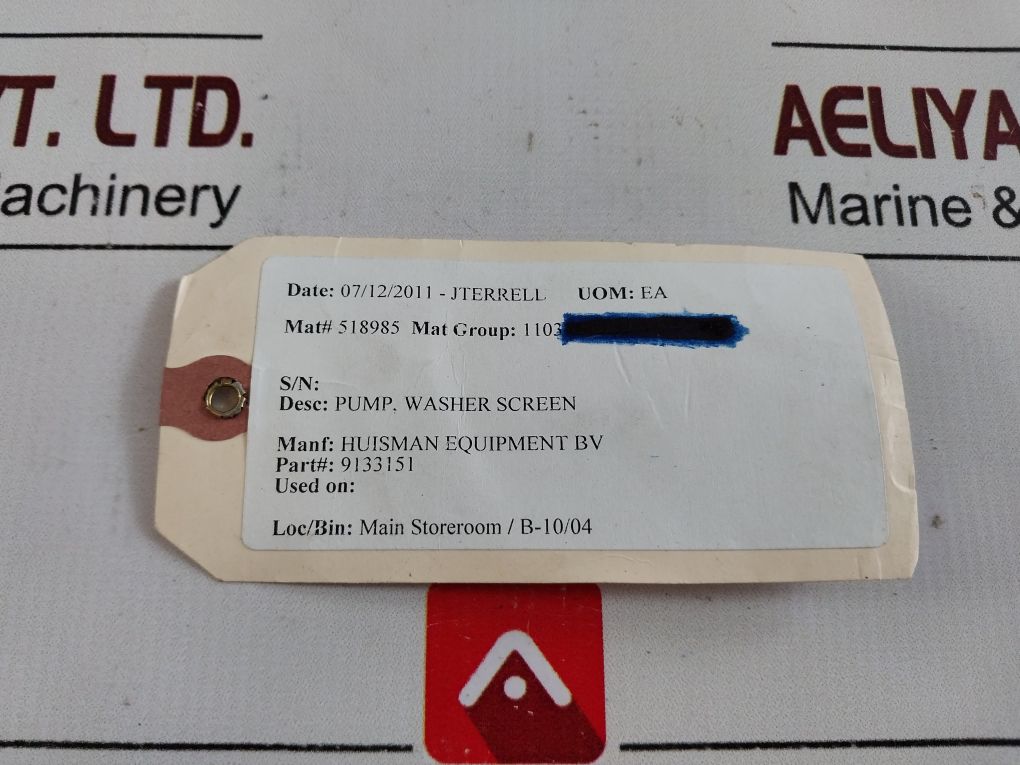 VT. LTD.
achinery
AELIYA
Marine &
Date: 07/12/2011 - JTERRELL UOM: EA
Mat# 518985 Mat Group: 1103
S/N:
Desc: PUMP, WASHER SCREEN
Manf: HUISMAN EQUIPMENT BV
Part#: 9133151
Used on:
Loc/Bin: Main Storeroom / B-10/04